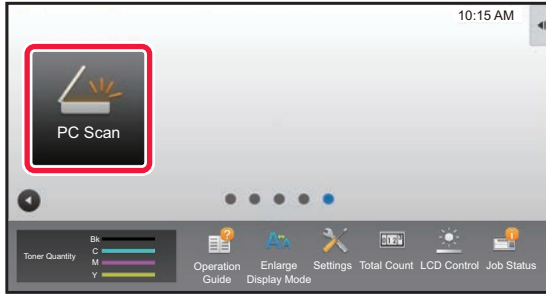 10:15 AM
PC Scan
Toner Quantity
Bk
C
M
Y
Operation
Guide
Enlarge
Display Mode
Settings
Total Count
LCD Control
Job Status